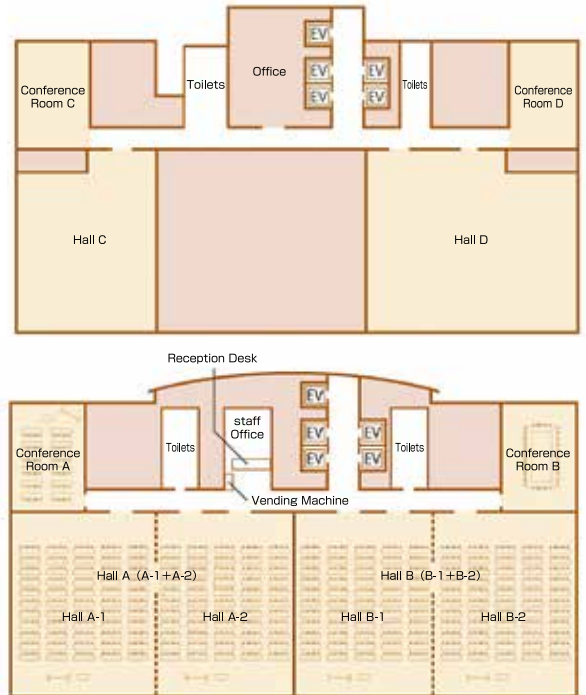 EV
Toilets
Office
EV
EV
Toilets
EV
EV
Conference
Room C
Conference
Room D
Hall C
Hall D
Reception Desk
EV
staff
Office
Conference
Room A
Toilets
EV
EV
Toilets
Conference
Room B
EV
EV
Vending Machine
Hall A (A-1+A-2)
Hall B (B-1+B-2)
Hall A-1
Hall A-2
Hall B-1
Hall B-2